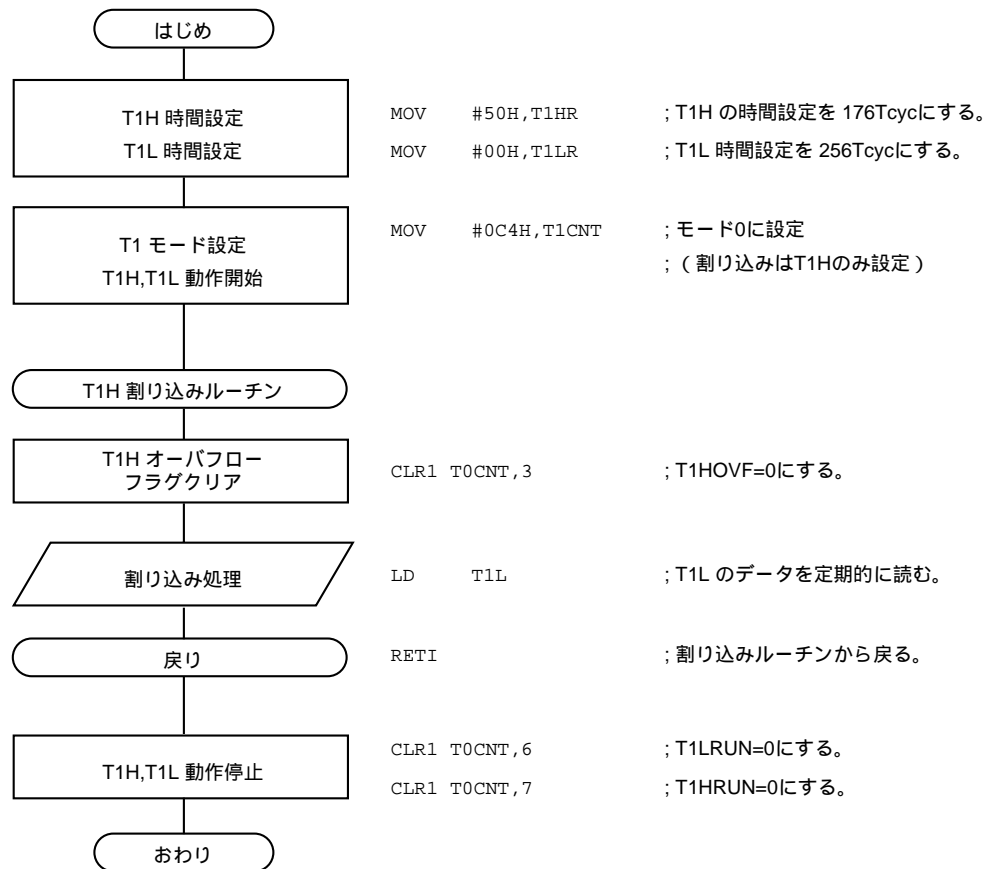 はじめ
T1H 時間設定 MOV #50H,T1HR ; T1H の時間設定を 176Tcycにする。
T1L 時間設定 MOV #00H,T1LR ; T1L 時間設定を 256Tcycにする。
T1 モード設定 MOV #0C4H,T1CNT ; モード0に設定
T1H,T1L 動作開始 ; ( 割り込みはT1Hのみ設定 )
T1H 割り込みルーチン
T1H オーバフロー
フラグクリア CLR1 T0CNT,3 ; T1HOVF=0にする。
割り込み処理 LD T1L ; T1L のデータを定期的に読む。
戻り RETI ; 割り込みルーチンから戻る。
T1H,T1L 動作停止 CLR1 T0CNT,6 ; T1LRUN=0にする。
CLR1 T0CNT,7 ; T1HRUN=0にする。
おわり